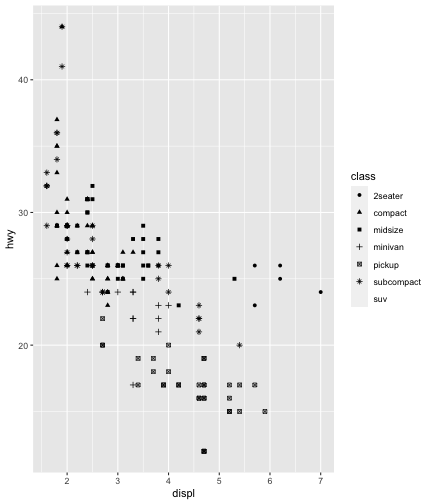 40
30
20
hwy
2
3
4
5
6
7
displ
class
2seater
compact
midsize
minivan
pickup
subcompact
suv